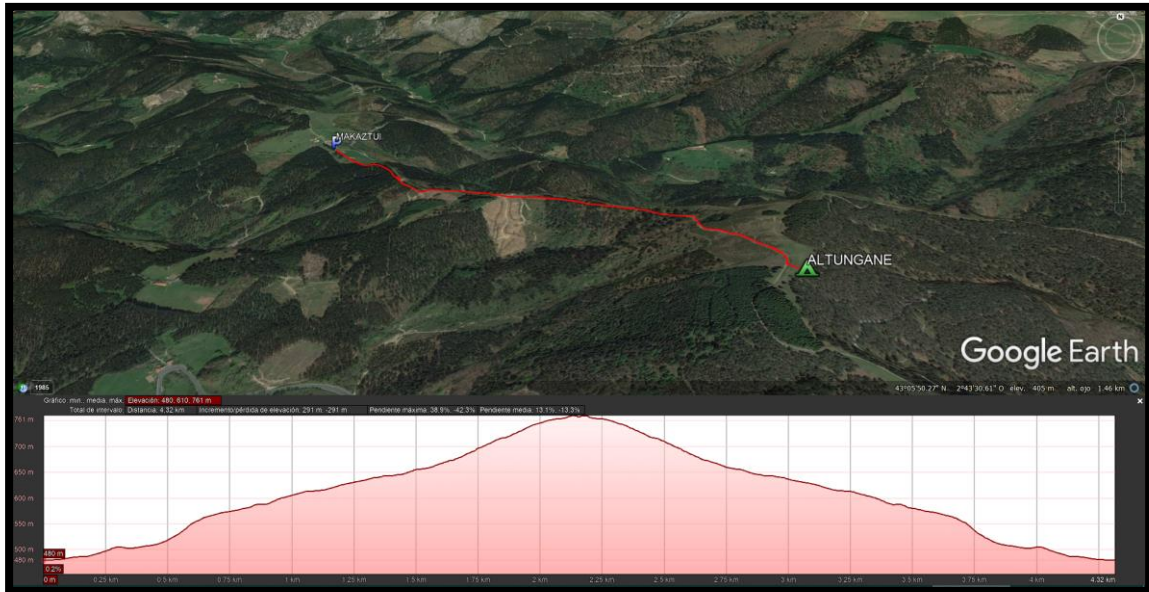 N
MAKAZTUI
P
ALTUNGANE
Google Earth
1985
43°05'50.27" N 2°43'30.61" O elev. 405 m alt. ojo 1.46 km
Gráfico: mín., media, máx. Elevación: 480, 610, 761 m
Total de intervalo: Distancia: 4.32 km Incremento/pérdida de elevación: 291 m, -291 m Pendiente máxima: 38.9%, -42.3% Pendiente media: 13.1%, -13.3%
761 m
700 m
650 m
600 m
550 m
500 m
480 m
480 m
0.2%
0 m 0.25 km 0.5 km 0.75 km 1 km 1.25 km 1.5 km 1.75 km 2 km 2.25 km 2.5 km 2.75 km 3 km 3.25 km 3.5 km 3.75 km 4 km 4.32 km